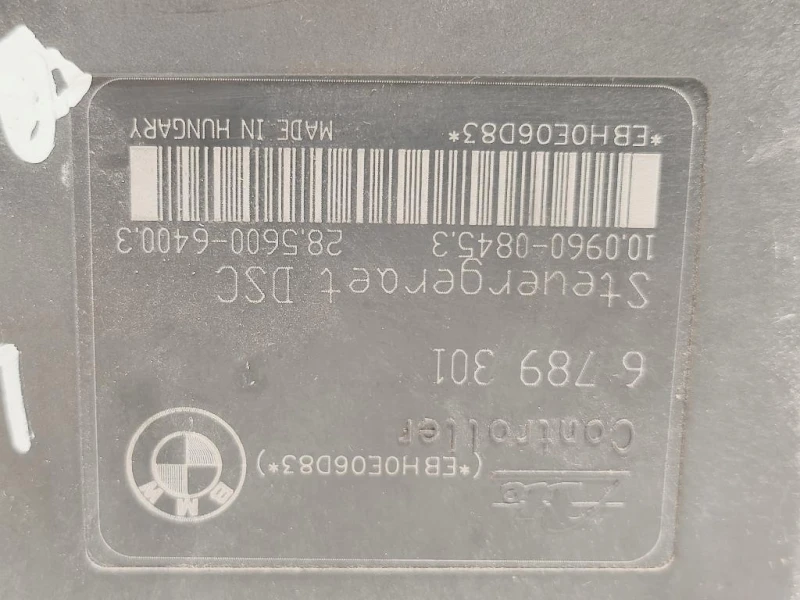 Ate
(*EBH0E06D83*)
BMW
Controller
6 789 301
Steuergeraet DSC
10.0960-0845.3 28.5600-6400.3
*EBH0E06D83* MADE IN HUNGARY